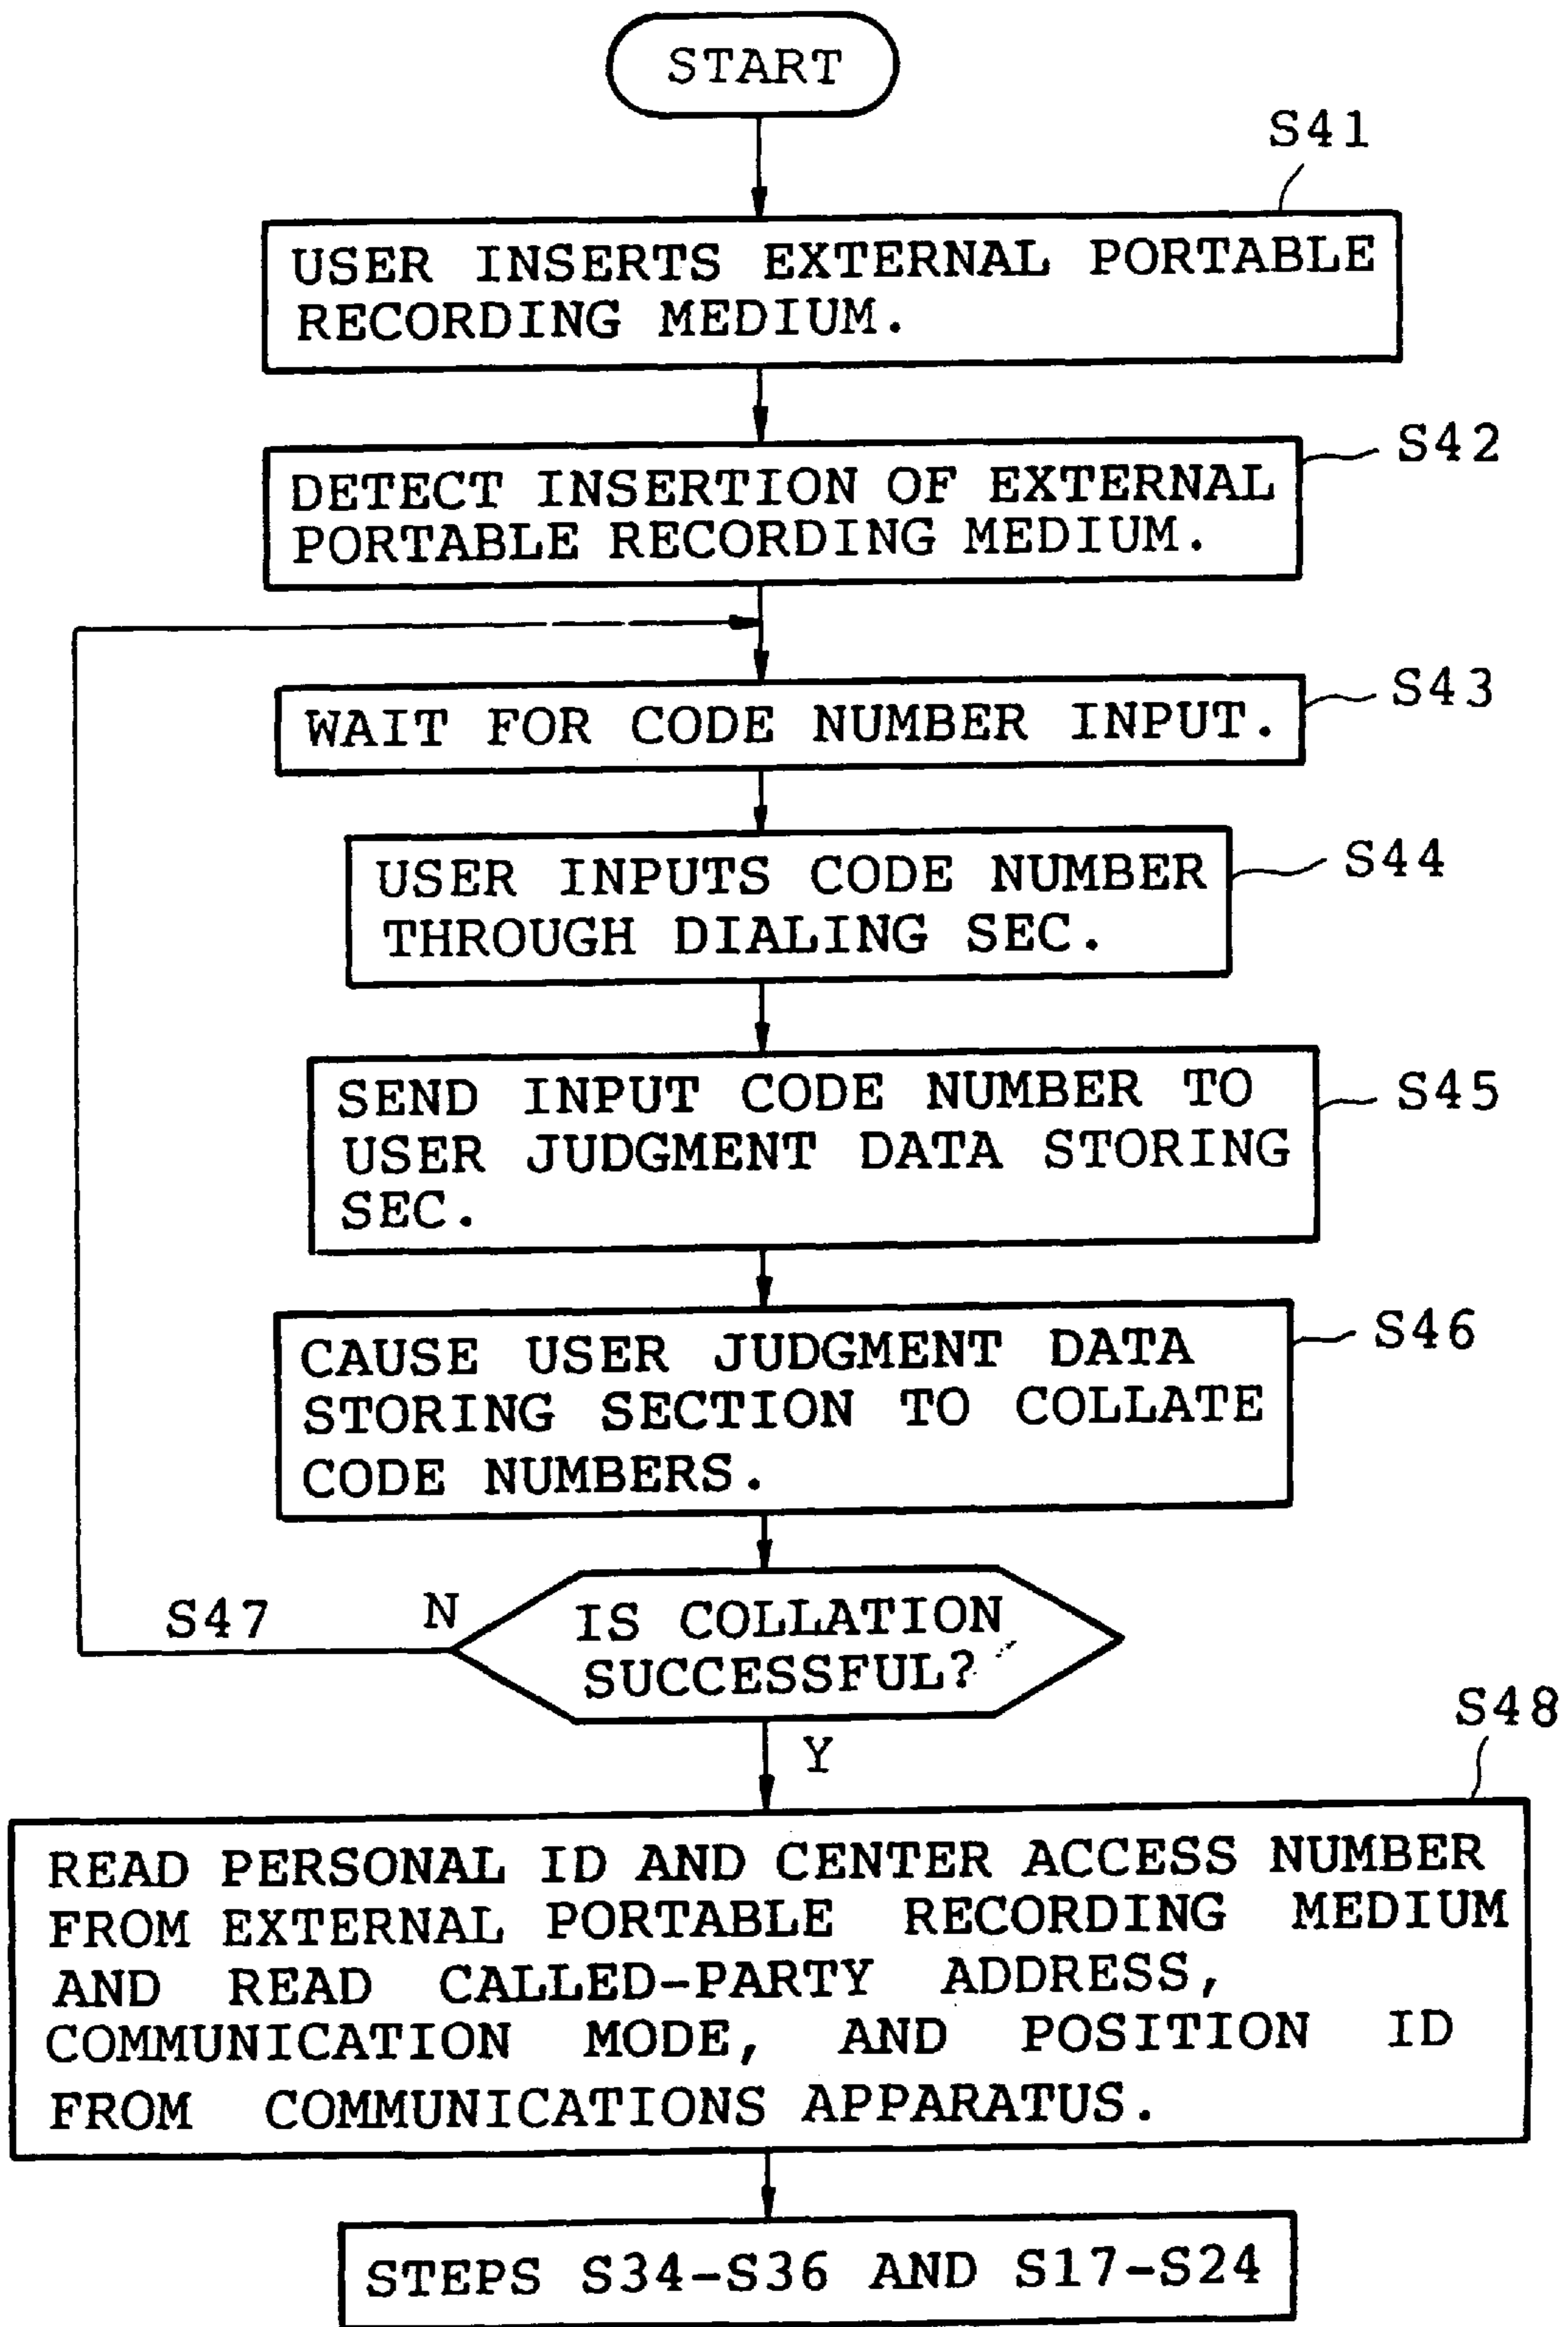 START
S41
USER INSERTS EXTERNAL PORTABLE
RECORDING MEDIUM.
S42
DETECT INSERTION OF EXTERNAL
PORTABLE RECORDING MEDIUM.
S43
WAIT FOR CODE NUMBER INPUT.
S44
USER INPUTS CODE NUMBER
THROUGH DIALING SEC.
S45
SEND INPUT CODE NUMBER TO
USER JUDGMENT DATA STORING
SEC.
S46
CAUSE USER JUDGMENT DATA
STORING SECTION TO COLLATE
CODE NUMBERS.
S47
N
IS COLLATION
SUCCESSFUL?
Y
S48
READ PERSONAL ID AND CENTER ACCESS NUMBER
FROM EXTERNAL PORTABLE RECORDING MEDIUM
AND READ CALLED-PARTY ADDRESS,
COMMUNICATION MODE, AND POSITION ID
FROM COMMUNICATIONS APPARATUS.
STEPS S34-S36 AND S17-S24